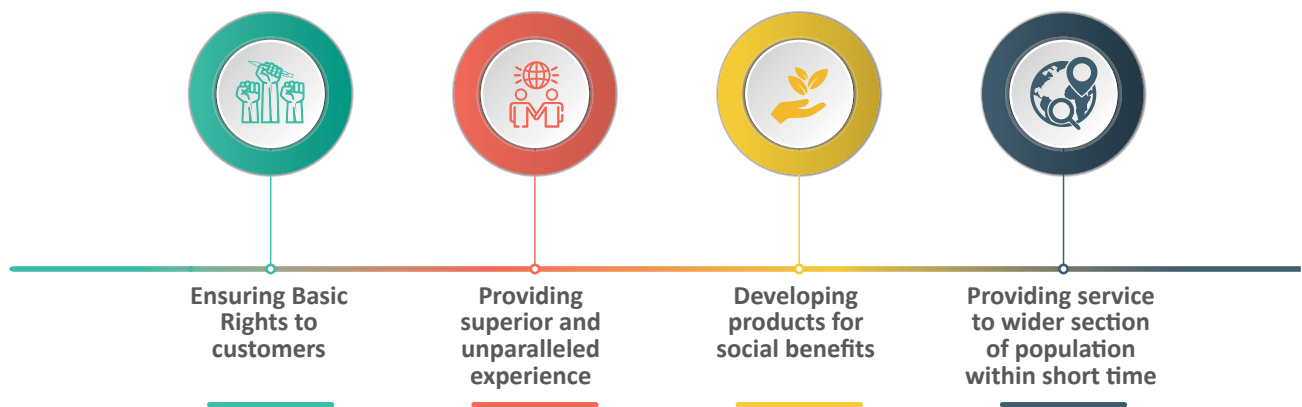 Ensuring Basic
Rights to
customers
Providing
superior and
unparalleled
experience
Developing
products for
social benefits
Providing service
to wider section
of population
within short time